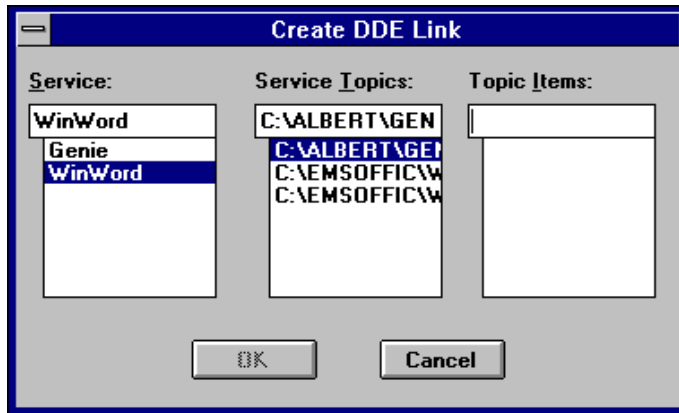 Create DDE Link
Service:
Service Topics:
Topic Items:
WinWord
C:\ALBERT\GEN
Genie
WinWord
C:\ALBERT\GEN
C:\EMSOFFIC\W
C:\EMSOFFIC\W
OK
Cancel